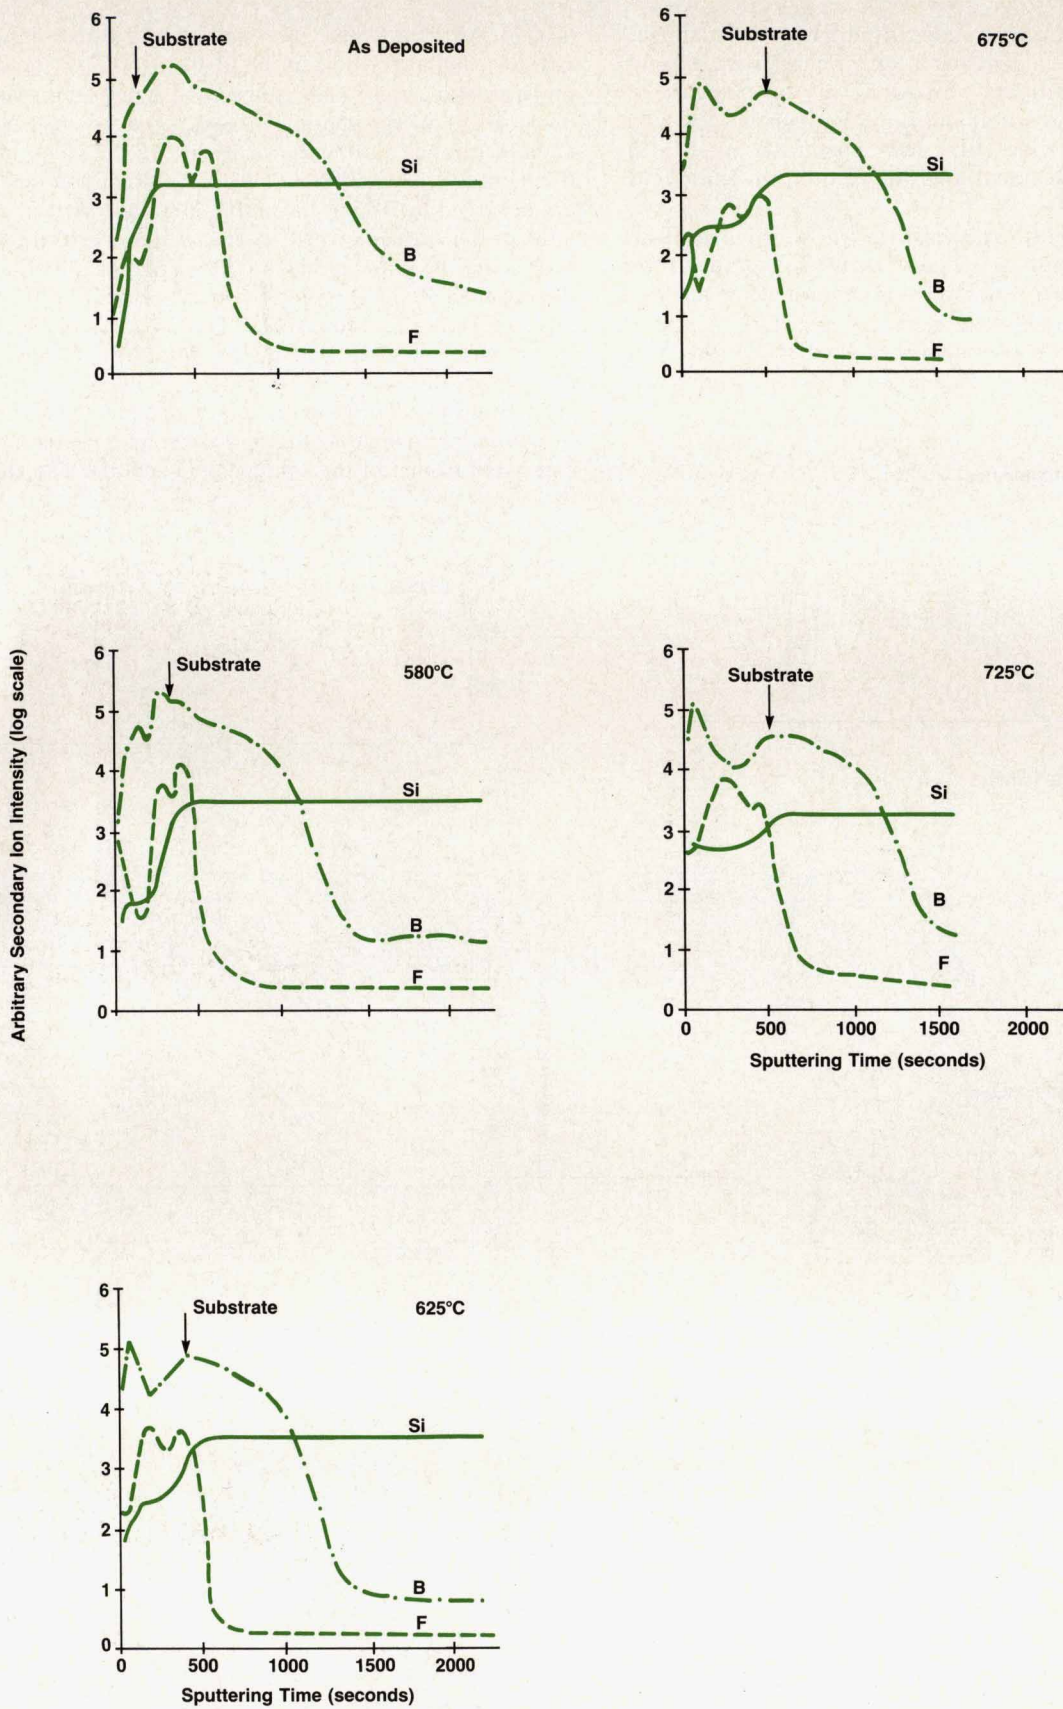 As Deposited
Substrate
6
5
4
3
2
1
0
Si
B
F
675°C
Substrate
6
5
4
3
2
1
0
Si
B
F
Arbitrary Secondary Ion Intensity (log scale)
580°C
Substrate
6
5
4
3
2
1
0
Si
B
F
725°C
Substrate
6
5
4
3
2
1
0
Si
B
F
0 500 1000 1500 2000
Sputtering Time (seconds)
625°C
Substrate
6
5
4
3
2
1
0
Si
B
F
0 500 1000 1500 2000
Sputtering Time (seconds)